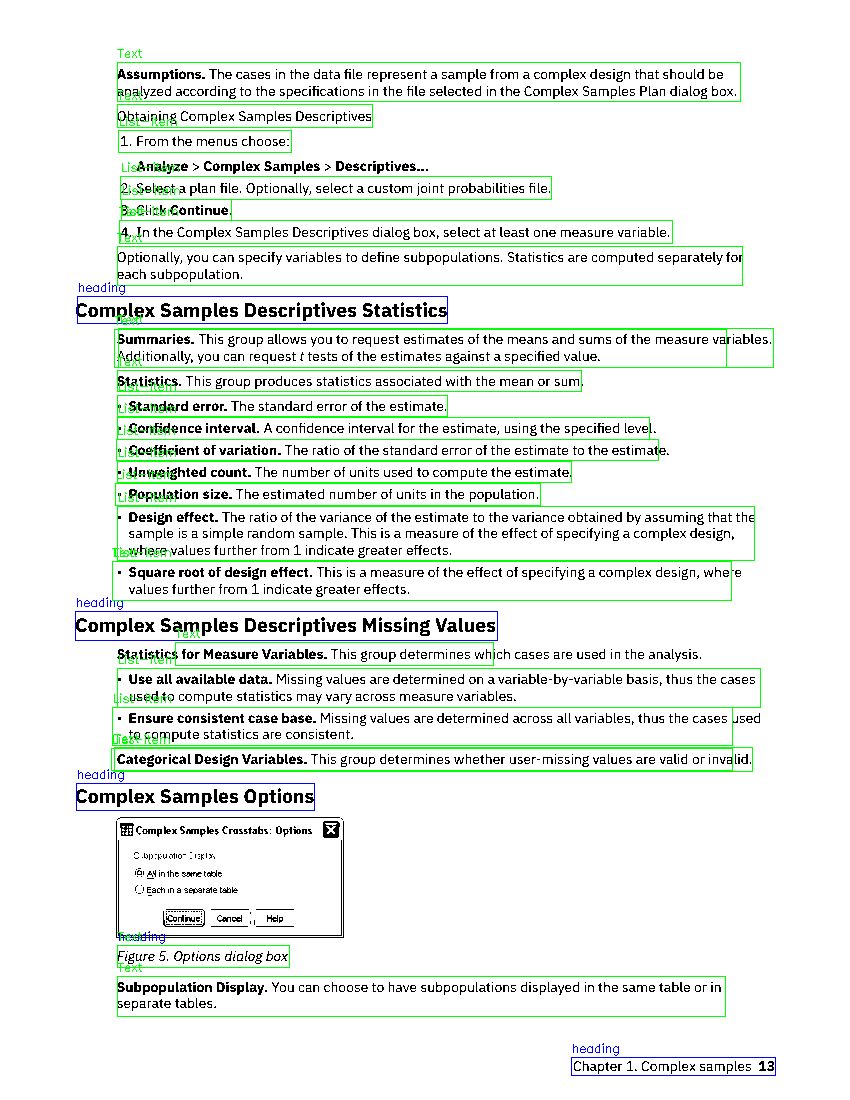 Text
Assumptions. The cases in the data file represent a sample from a complex design that should be
analyzed according to the specifications in the file selected in the Complex Samples Plan dialog box.
Text
Obtaining Complex Samples Descriptives
List-item
1. From the menus choose:
Analyze > Complex Samples > Descriptives...
List-item
2. Select a plan file. Optionally, select a custom joint probabilities file.
List-item
3. Click Continue.
List-item
4. In the Complex Samples Descriptives dialog box, select at least one measure variable.
Text
Optionally, you can specify variables to define subpopulations. Statistics are computed separately for
each subpopulation.
heading
Complex Samples Descriptives Statistics
Text
Summaries. This group allows you to request estimates of the means and sums of the measure variables.
Additionally, you can request t tests of the estimates against a specified value.
Text
Statistics. This group produces statistics associated with the mean or sum.
List-item
• Standard error. The standard error of the estimate.
List-item
• Confidence interval. A confidence interval for the estimate, using the specified level.
List-item
• Coefficient of variation. The ratio of the standard error of the estimate to the estimate.
List-item
• Unweighted count. The number of units used to compute the estimate.
List-item
• Population size. The estimated number of units in the population.
List-item
• Design effect. The ratio of the variance of the estimate to the variance obtained by assuming that the
sample is a simple random sample. This is a measure of the effect of specifying a complex design,
where values further from 1 indicate greater effects.
List-item
• Square root of design effect. This is a measure of the effect of specifying a complex design, where
values further from 1 indicate greater effects.
heading
Complex Samples Descriptives Missing Values
Text
Statistics for Measure Variables. This group determines which cases are used in the analysis.
List-item
• Use all available data. Missing values are determined on a variable-by-variable basis, thus the cases
used to compute statistics may vary across measure variables.
List-item
• Ensure consistent case base. Missing values are determined across all variables, thus the cases used
to compute statistics are consistent.
List-item
Categorical Design Variables. This group determines whether user-missing values are valid or invalid.
heading
Complex Samples Options
Complex Samples Crosstabs: Options
Subpopulation Display
All in the same table
Each in a separate table
Continue Cancel Help
heading
Figure 5. Options dialog box
Text
Subpopulation Display. You can choose to have subpopulations displayed in the same table or in
separate tables.
heading
Chapter 1. Complex samples 13